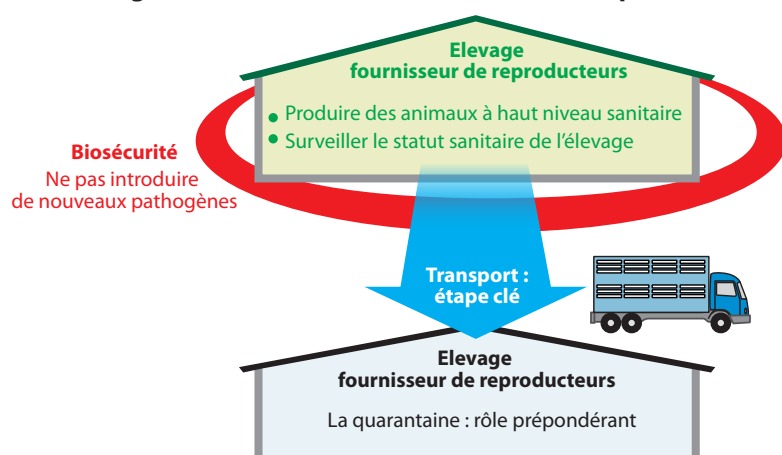 Elevage
fournisseur de reproducteurs
• Produire des animaux à haut niveau sanitaire
• Surveiller le statut sanitaire de l'élevage
Biosécurité
Ne pas introduire
de nouveaux pathogènes
Transport :
étape clé
Elevage
fournisseur de reproducteurs
La quarantaine : rôle prépondérant